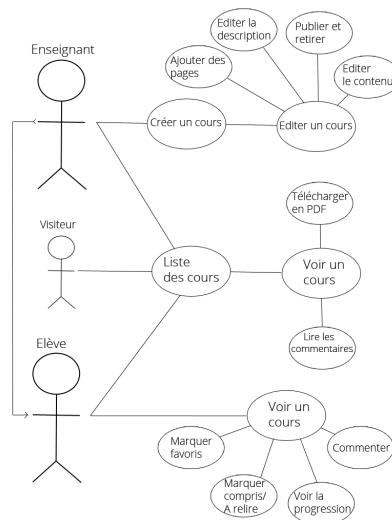 Enseignant
Editer la
description
Publier et
retirer
Ajouter des
pages
Editer
le contenu
Créer un cours
Editer un cours
Visiteur
Télécharger
en PDF
Liste
des cours
Voir un
cours
Lire les
commentaires
Elève
Voir un
cours
Marquer
favoris
Commenter
Marquer
compris/
A relire
Voir la
progression